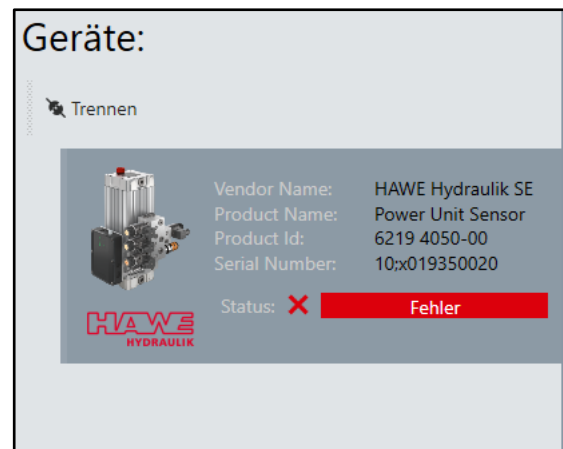 Geräte:
Trennen
Vendor Name: HAWE Hydraulik SE
Product Name: Power Unit Sensor
Product Id: 6219 4050-00
Serial Number: 10;x019350020
Status: Fehler
HAWE
HYDRAULIK